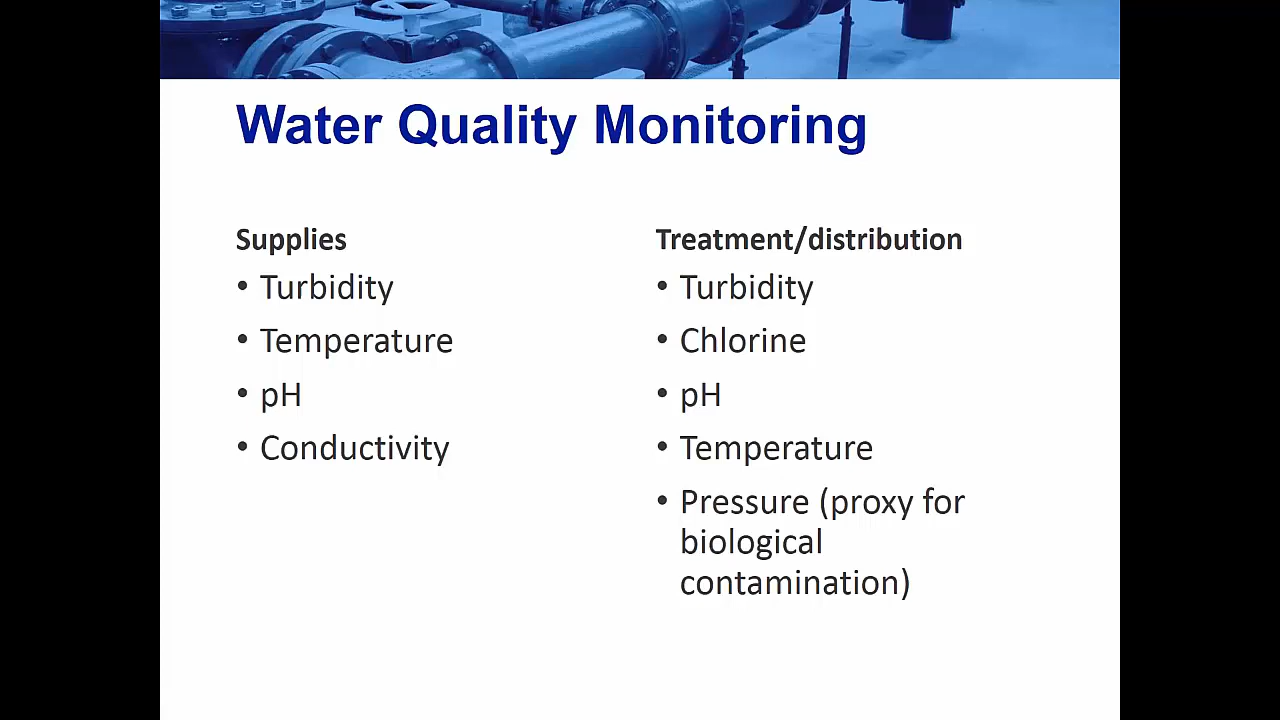 Water Quality Monitoring
Supplies
• Turbidity
• Temperature
• pH
• Conductivity
Treatment/distribution
• Turbidity
• Chlorine
• pH
• Temperature
• Pressure (proxy for
biological
contamination)